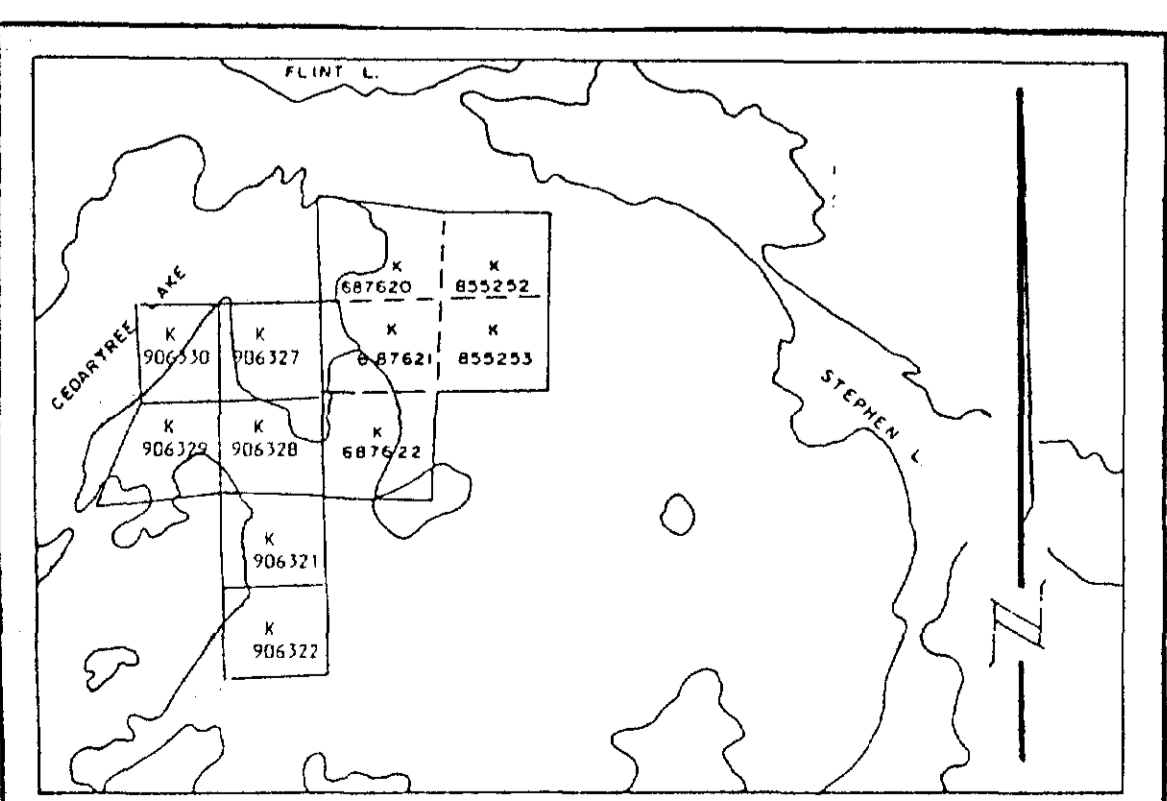 FLINT L.
CEDARTREE LAKE
K
687620
K
855252
K
906330
K
906327
K
687621
K
855253
K
906329
K
906328
K
687622
STEPHEN L
K
906321
K
906322
N